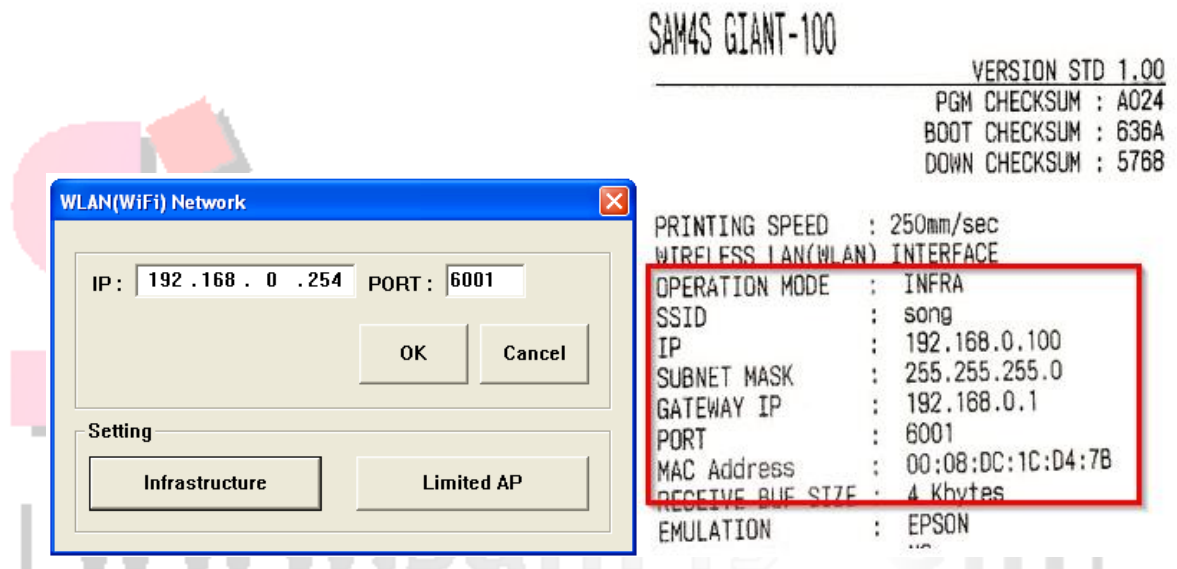 WLAN(WiFi) Network
IP : 192 .168 . 0 .254 PORT : 6001
OK Cancel
Setting
Infrastructure Limited AP
SAM4S GIANT-100
VERSION STD 1.00
PGM CHECKSUM : A024
BOOT CHECKSUM : 636A
DOWN CHECKSUM : 5768
PRINTING SPEED : 250mm/sec
WIRELESS LAN(WLAN) INTERFACE
OPERATION MODE : INFRA
SSID : song
IP : 192.168.0.100
SUBNET MASK : 255.255.255.0
GATEWAY IP : 192.168.0.1
PORT : 6001
MAC Address : 00:08:DC:1C:D4:7B
RECEIVE BUF SIZE : 4 Kbytes
EMULATION : EPSON